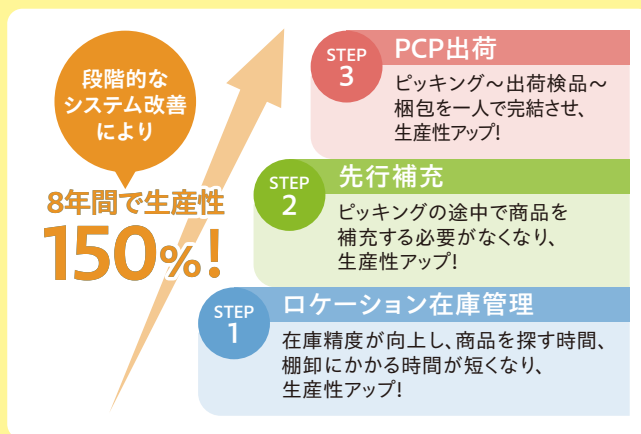 段階的な
システム改善
により
8年間で生産性
150%!
STEP
3
PCP出荷
ピッキング〜出荷検品〜
梱包を一人で完結させ、
生産性アップ!
STEP
2
先行補充
ピッキングの途中で商品を
補充する必要がなくなり、
生産性アップ!
STEP
1
ロケーション在庫管理
在庫精度が向上し、商品を探す時間、
棚卸にかかる時間が短くなり、
生産性アップ!